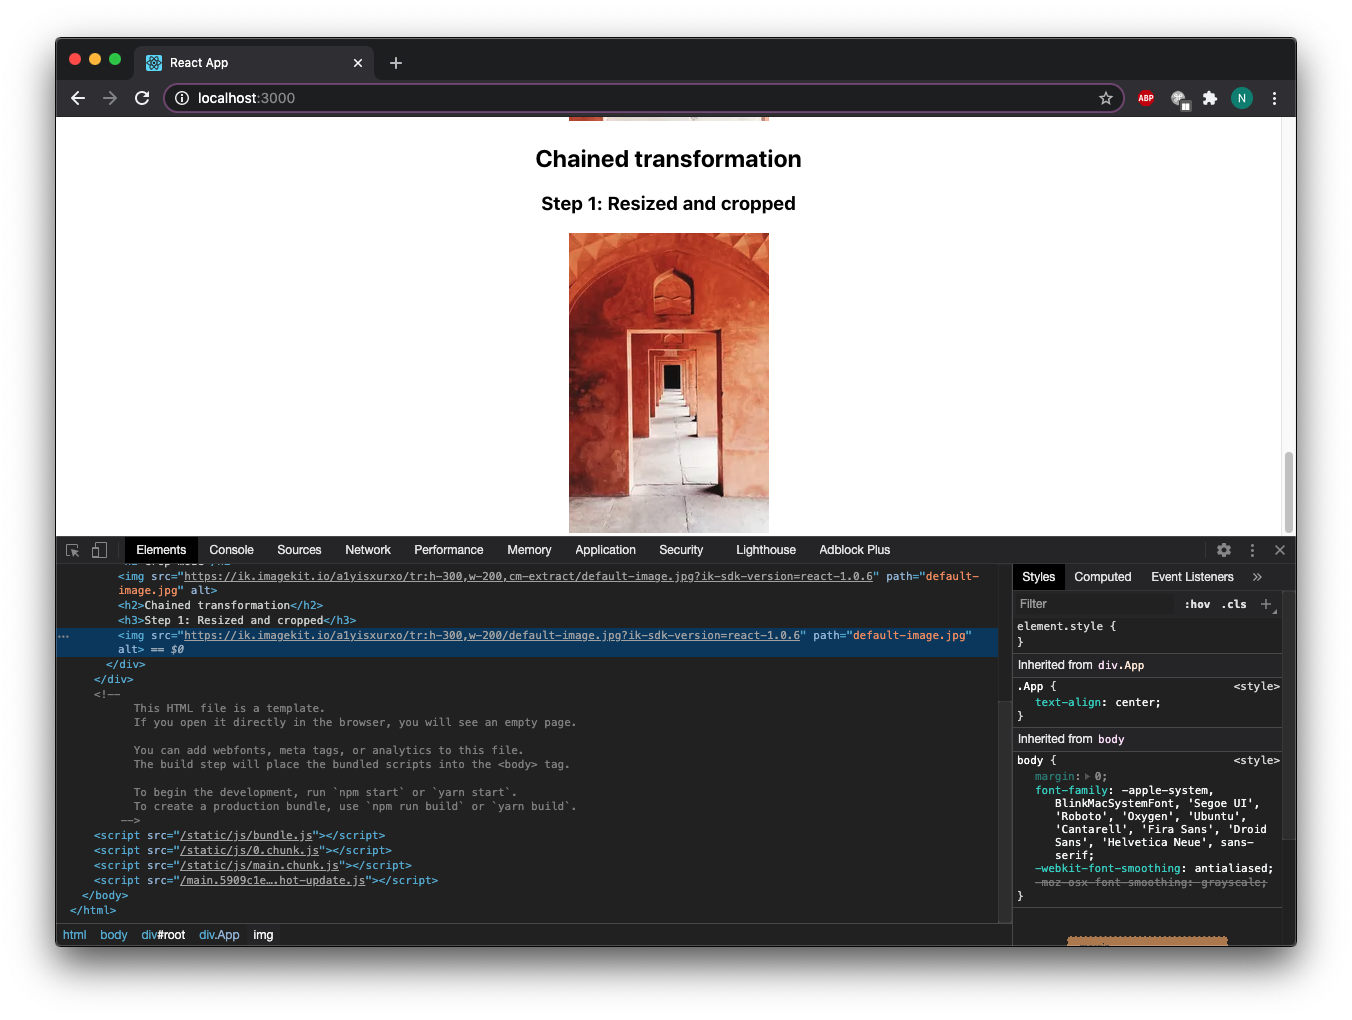 React App
localhost:3000
ABP
N
Chained transformation
Step 1: Resized and cropped
Elements Console Sources Network Performance Memory Application Security Lighthouse Adblock Plus
<img src="https://ik.imagekit.io/a1yisxurxo/tr:h-300,w-200,cm-extract/default-image.jpg?ik-sdk-version=react-1.0.6" path="default-
image.jpg" alt>
<h2>Chained transformation</h2>
<h3>Step 1: Resized and cropped</h3>
<img src="https://ik.imagekit.io/a1yisxurxo/tr:h-300,w-200/default-image.jpg?ik-sdk-version=react-1.0.6" path="default-image.jpg"
alt> == $0
</div>
</div>
<!--
This HTML file is a template.
If you open it directly in the browser, you will see an empty page.
You can add webfonts, meta tags, or analytics to this file.
The build step will place the bundled scripts into the <body> tag.
To begin the development, run `npm start` or `yarn start`.
To create a production bundle, use `npm run build` or `yarn build`.
-->
<script src="/static/js/bundle.js"></script>
<script src="/static/js/0.chunk.js"></script>
<script src="/static/js/main.chunk.js"></script>
<script src="/main.5909c1e….hot-update.js"></script>
</body>
</html>
html body div#root div.App img
Styles Computed Event Listeners »
Filter :hov .cls +
element.style {
}
Inherited from div.App
.App { <style>
text-align: center;
}
Inherited from body
body { <style>
margin: 0;
font-family: -apple-system,
BlinkMacSystemFont, 'Segoe UI',
'Roboto', 'Oxygen', 'Ubuntu',
'Cantarell', 'Fira Sans', 'Droid
Sans', 'Helvetica Neue', sans-
serif;
-webkit-font-smoothing: antialiased;
-moz-osx-font-smoothing: grayscale;
}